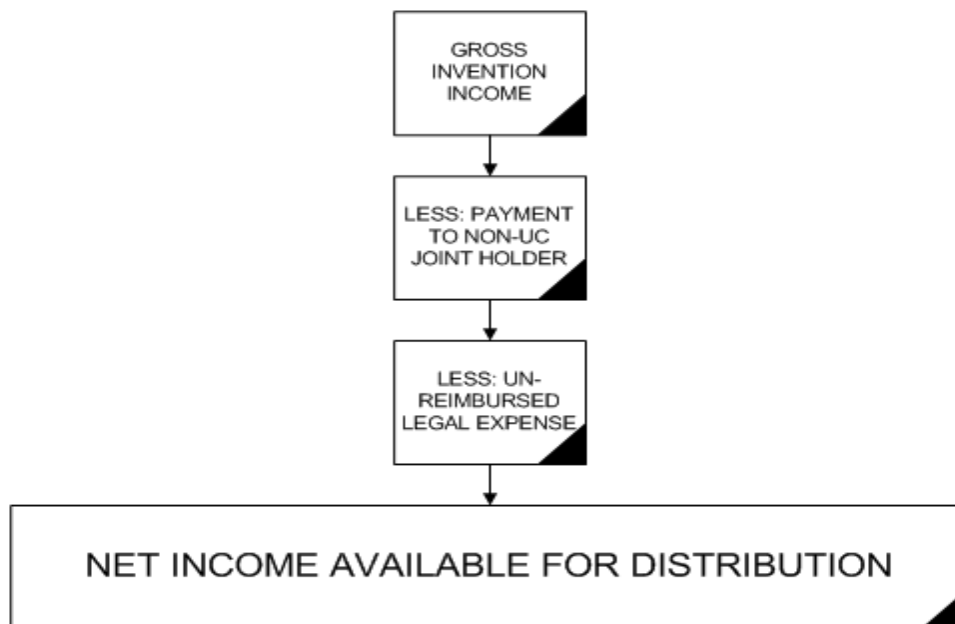 GROSS
INVENTION
INCOME
LESS: PAYMENT
TO NON-UC
JOINT HOLDER
LESS: UN-
REIMBURSED
LEGAL EXPENSE
NET INCOME AVAILABLE FOR DISTRIBUTION